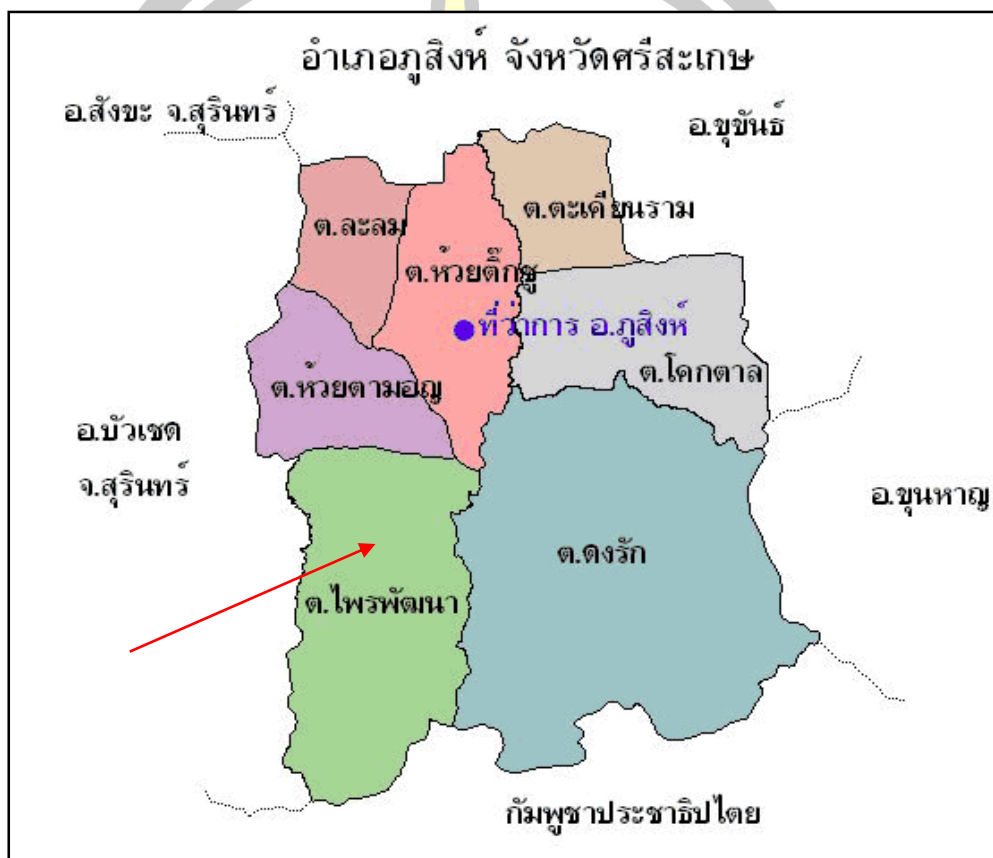 อำเภอภูสิงห์ จังหวัดศรีสะเกษ
อ.สังขะ จ.สุรินทร์
อ.ขุขันธ์
ต.ละลม
ต.ตะเคียนราม
ต.ห้วยติ๊กชู
ที่ว่าการ อ.ภูสิงห์
ต.โคกตาล
ต.ห้วยตามอญ
อ.บัวเชด
จ.สุรินทร์
อ.ขุนหาญ
ต.ดงรัก
ต.ไพรพัฒนา
กัมพูชาประชาธิปไตย